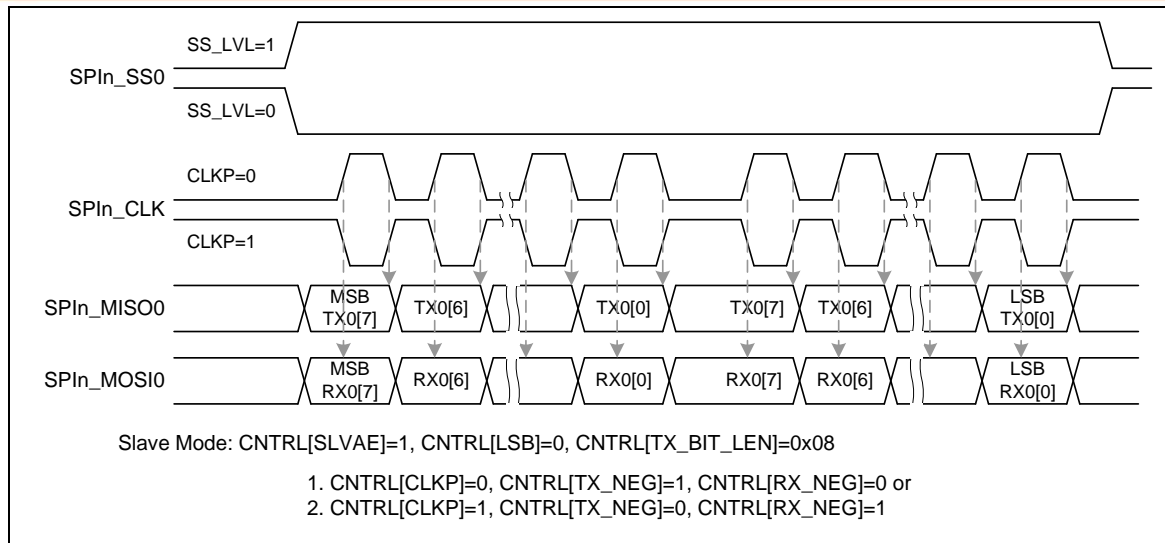 SS_LVL=1
SPIn_SS0
SS_LVL=0
CLKP=0
SPIn_CLK
CLKP=1
SPIn_MISO0
MSB
TX0[7]
TX0[6]
TX0[0]
TX0[7]
TX0[6]
LSB
TX0[0]
SPIn_MOSI0
MSB
RX0[7]
RX0[6]
RX0[0]
RX0[7]
RX0[6]
LSB
RX0[0]
Slave Mode: CNTRL[SLVAE]=1, CNTRL[LSB]=0, CNTRL[TX_BIT_LEN]=0x08
1. CNTRL[CLKP]=0, CNTRL[TX_NEG]=1, CNTRL[RX_NEG]=0 or
2. CNTRL[CLKP]=1, CNTRL[TX_NEG]=0, CNTRL[RX_NEG]=1